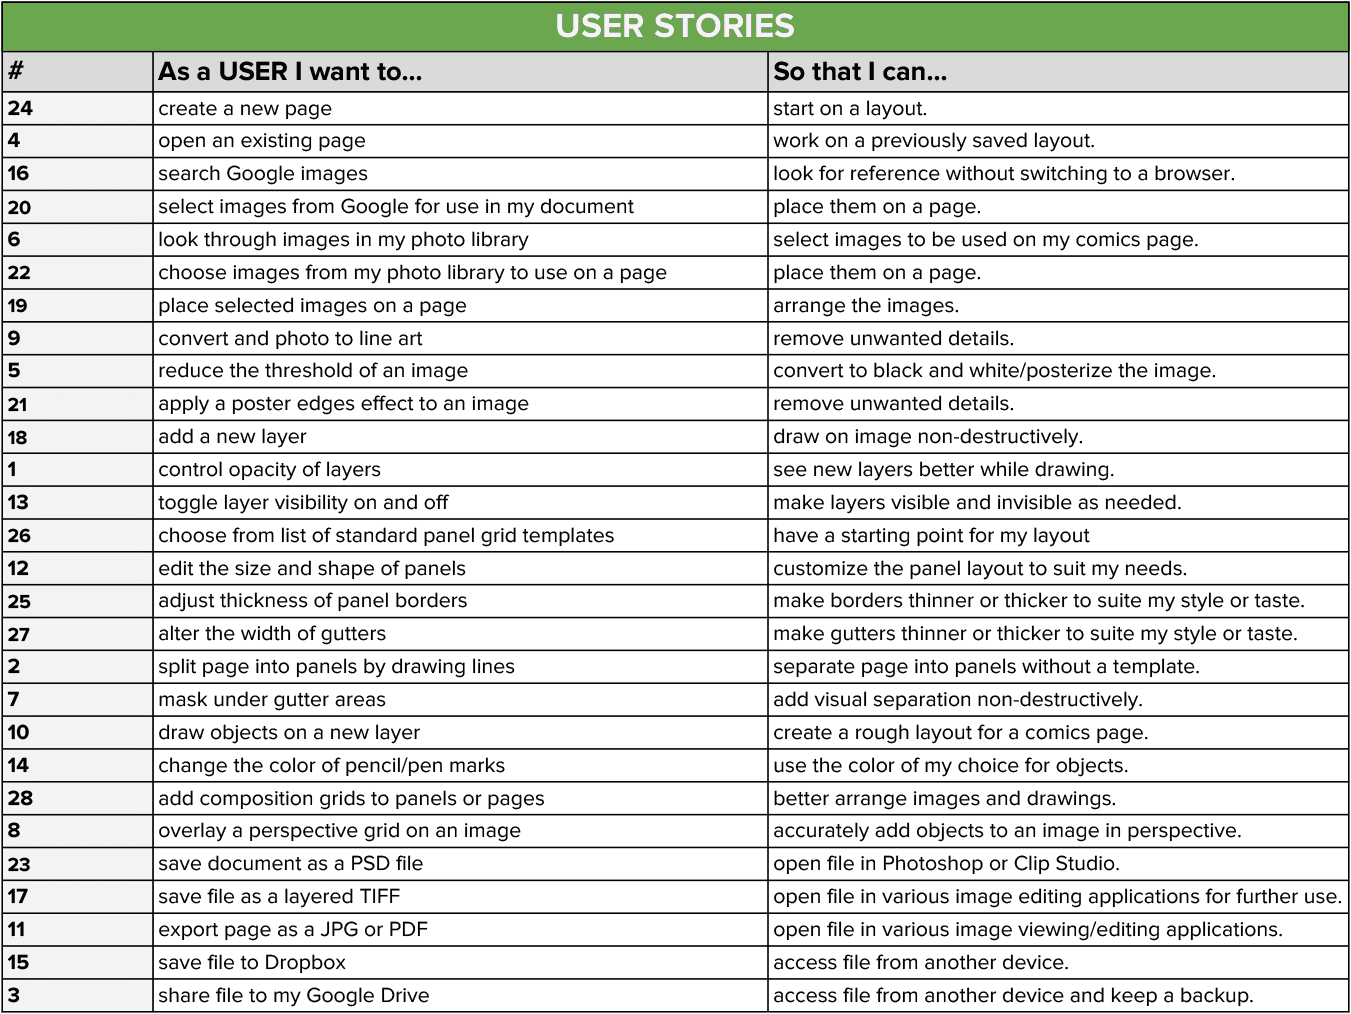 USER STORIES
# As a USER I want to... So that I can...
24 create a new page start on a layout.
4 open an existing page work on a previously saved layout.
16 search Google images look for reference without switching to a browser.
20 select images from Google for use in my document place them on a page.
6 look through images in my photo library select images to be used on my comics page.
22 choose images from my photo library to use on a page place them on a page.
19 place selected images on a page arrange the images.
9 convert and photo to line art remove unwanted details.
5 reduce the threshold of an image convert to black and white/posterize the image.
21 apply a poster edges effect to an image remove unwanted details.
18 add a new layer draw on image non-destructively.
1 control opacity of layers see new layers better while drawing.
13 toggle layer visibility on and off make layers visible and invisible as needed.
26 choose from list of standard panel grid templates have a starting point for my layout
12 edit the size and shape of panels customize the panel layout to suit my needs.
25 adjust thickness of panel borders make borders thinner or thicker to suite my style or taste.
27 alter the width of gutters make gutters thinner or thicker to suite my style or taste.
2 split page into panels by drawing lines separate page into panels without a template.
7 mask under gutter areas add visual separation non-destructively.
10 draw objects on a new layer create a rough layout for a comics page.
14 change the color of pencil/pen marks use the color of my choice for objects.
28 add composition grids to panels or pages better arrange images and drawings.
8 overlay a perspective grid on an image accurately add objects to an image in perspective.
23 save document as a PSD file open file in Photoshop or Clip Studio.
17 save file as a layered TIFF open file in various image editing applications for further use.
11 export page as a JPG or PDF open file in various image viewing/editing applications.
15 save file to Dropbox access file from another device.
3 share file to my Google Drive access file from another device and keep a backup.